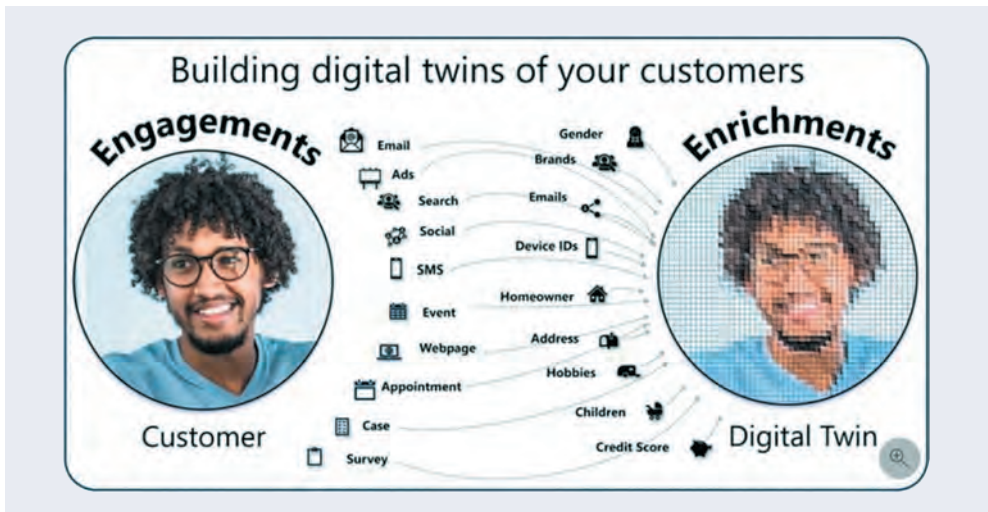 Building digital twins of your customers
Engagements
Enrichments
Email
Ads
Search
Social
SMS
Event
Webpage
Appointment
Case
Survey
Gender
Brands
Emails
Device IDs
Homeowner
Address
Hobbies
Children
Credit Score
Customer
Digital Twin